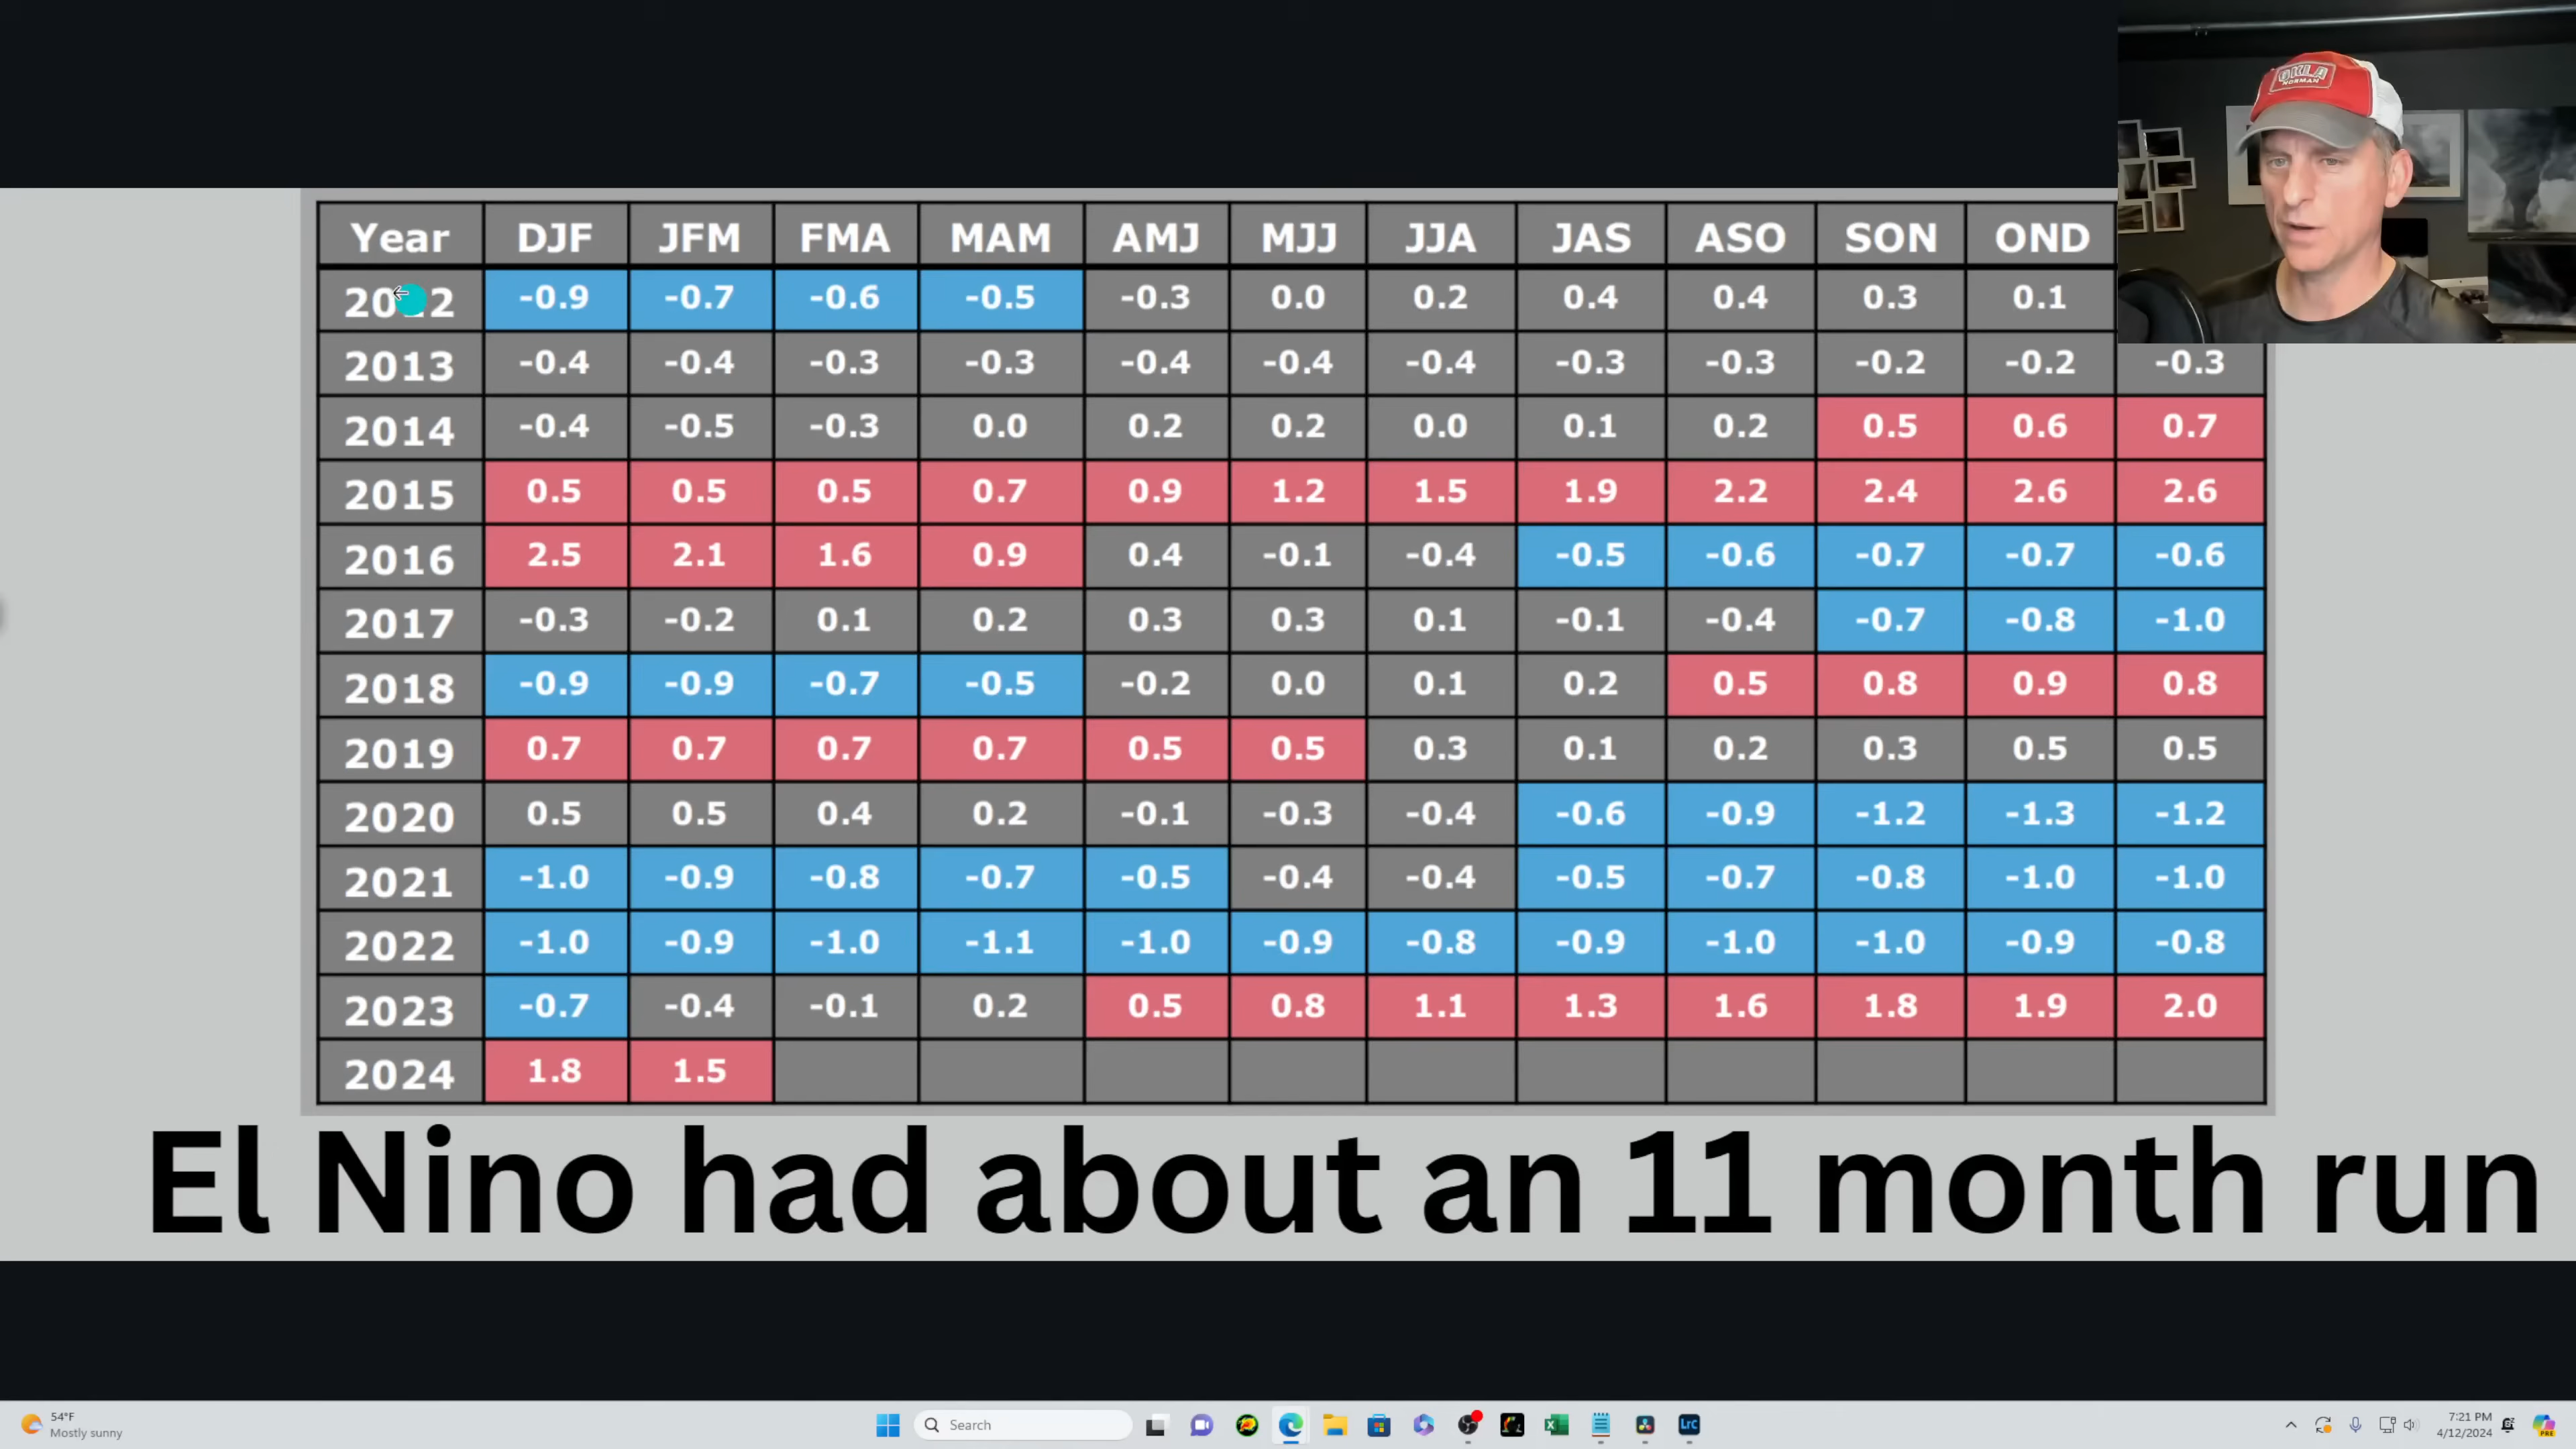 OKLA
NORMAN
Year DJF JFM FMA MAM AMJ MJJ JJA JAS ASO SON OND
-0.9 -0.7 -0.6 -0.5 -0.3 0.0 0.2 0.4 0.4 0.3 0.1
2013 -0.4 -0.4 -0.3 -0.3 -0.4 -0.4 -0.4 -0.3 -0.3 -0.2 -0.2 -0.3
2014 -0.4 -0.5 -0.3 0.0 0.2 0.2 0.0 0.1 0.2 0.5 0.6 0.7
2015 0.5 0.5 0.5 0.7 0.9 1.2 1.5 1.9 2.2 2.4 2.6 2.6
2016 2.5 2.1 1.6 0.9 0.4 -0.1 -0.4 -0.5 -0.6 -0.7 -0.7 -0.6
2017 -0.3 -0.2 0.1 0.2 0.3 0.3 0.1 -0.1 -0.4 -0.7 -0.8 -1.0
2018 -0.9 -0.9 -0.7 -0.5 -0.2 0.0 0.1 0.2 0.5 0.8 0.9 0.8
2019 0.7 0.7 0.7 0.7 0.5 0.5 0.3 0.1 0.2 0.3 0.5 0.5
2020 0.5 0.5 0.4 0.2 -0.1 -0.3 -0.4 -0.6 -0.9 -1.2 -1.3 -1.2
2021 -1.0 -0.9 -0.8 -0.7 -0.5 -0.4 -0.4 -0.5 -0.7 -0.8 -1.0 -1.0
2022 -1.0 -0.9 -1.0 -1.1 -1.0 -0.9 -0.8 -0.9 -1.0 -1.0 -0.9 -0.8
2023 -0.7 -0.4 -0.1 0.2 0.5 0.8 1.1 1.3 1.6 1.8 1.9 2.0
2024 1.8 1.5
El Nino had about an 11 month run
54°F
Mostly sunny
Search
LrC
7:21 PM
4/12/2024
PRE